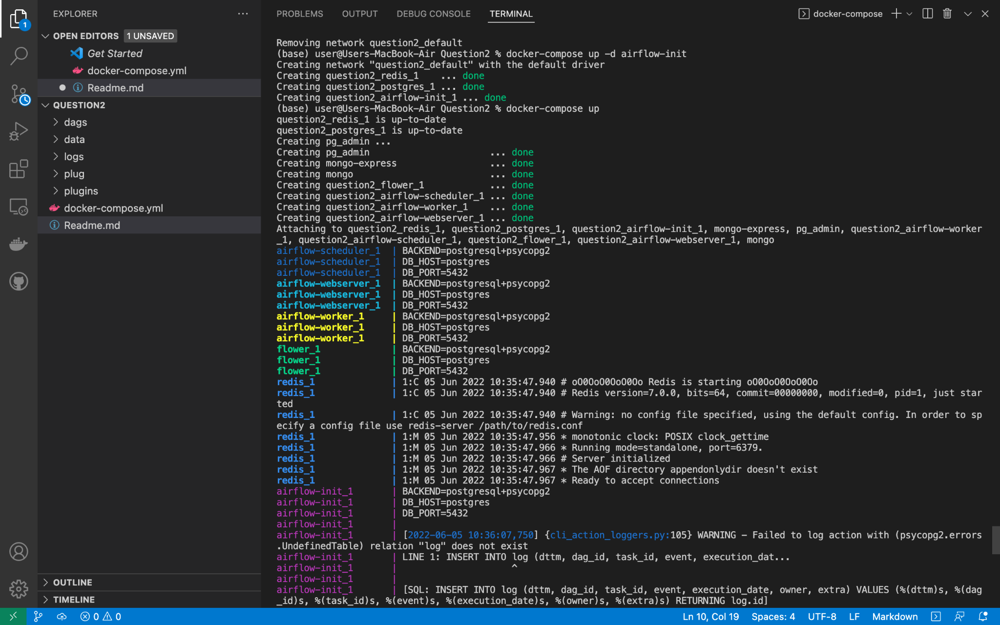 EXPLORER
OPEN EDITORS 1 UNSAVED
Get Started
docker-compose.yml
Readme.md
QUESTION2
dags
data
logs
plug
plugins
docker-compose.yml
Readme.md
OUTLINE
TIMELINE
1
PROBLEMS OUTPUT DEBUG CONSOLE TERMINAL
docker-compose
Removing network question2_default
(base) user@Users-MacBook-Air Question2 % docker-compose up -d airflow-init
Creating network "question2_default" with the default driver
Creating question2_redis_1    ... done
Creating question2_postgres_1 ... done
Creating question2_airflow-init_1 ... done
(base) user@Users-MacBook-Air Question2 % docker-compose up
question2_redis_1 is up-to-date
question2_postgres_1 is up-to-date
Creating pg_admin ...
Creating pg_admin                      ... done
Creating mongo-express                 ... done
Creating mongo                         ... done
Creating question2_flower_1            ... done
Creating question2_airflow-scheduler_1 ... done
Creating question2_airflow-worker_1    ... done
Creating question2_airflow-webserver_1 ... done
Attaching to question2_redis_1, question2_postgres_1, question2_airflow-init_1, mongo-express, pg_admin, question2_airflow-worker
_1, question2_airflow-scheduler_1, question2_flower_1, question2_airflow-webserver_1, mongo
airflow-scheduler_1  | BACKEND=postgresql+psycopg2
airflow-scheduler_1  | DB_HOST=postgres
airflow-scheduler_1  | DB_PORT=5432
airflow-webserver_1  | BACKEND=postgresql+psycopg2
airflow-webserver_1  | DB_HOST=postgres
airflow-webserver_1  | DB_PORT=5432
airflow-worker_1     | BACKEND=postgresql+psycopg2
airflow-worker_1     | DB_HOST=postgres
airflow-worker_1     | DB_PORT=5432
flower_1             | BACKEND=postgresql+psycopg2
flower_1             | DB_HOST=postgres
flower_1             | DB_PORT=5432
redis_1              | 1:C 05 Jun 2022 10:35:47.940 # oO0OoO0OoO0Oo Redis is starting oO0OoO0OoO0Oo
redis_1              | 1:C 05 Jun 2022 10:35:47.940 # Redis version=7.0.0, bits=64, commit=00000000, modified=0, pid=1, just star
ted
redis_1              | 1:C 05 Jun 2022 10:35:47.940 # Warning: no config file specified, using the default config. In order to sp
ecify a config file use redis-server /path/to/redis.conf
redis_1              | 1:M 05 Jun 2022 10:35:47.956 * monotonic clock: POSIX clock_gettime
redis_1              | 1:M 05 Jun 2022 10:35:47.966 * Running mode=standalone, port=6379.
redis_1              | 1:M 05 Jun 2022 10:35:47.966 # Server initialized
redis_1              | 1:M 05 Jun 2022 10:35:47.967 * The AOF directory appendonlydir doesn't exist
redis_1              | 1:M 05 Jun 2022 10:35:47.967 * Ready to accept connections
airflow-init_1       | BACKEND=postgresql+psycopg2
airflow-init_1       | DB_HOST=postgres
airflow-init_1       | DB_PORT=5432
airflow-init_1       |
airflow-init_1       | [2022-06-05 10:36:07,750] {cli_action_loggers.py:105} WARNING - Failed to log action with (psycopg2.errors
.UndefinedTable) relation "log" does not exist
airflow-init_1       | LINE 1: INSERT INTO log (dttm, dag_id, task_id, event, execution_dat...
airflow-init_1       |                     ^
airflow-init_1       |
airflow-init_1       | [SQL: INSERT INTO log (dttm, dag_id, task_id, event, execution_date, owner, extra) VALUES (%(dttm)s, %(dag
_id)s, %(task_id)s, %(event)s, %(execution_date)s, %(owner)s, %(extra)s) RETURNING log.id]
0 0 Ln 10, Col 19 Spaces: 4 UTF-8 LF Markdown